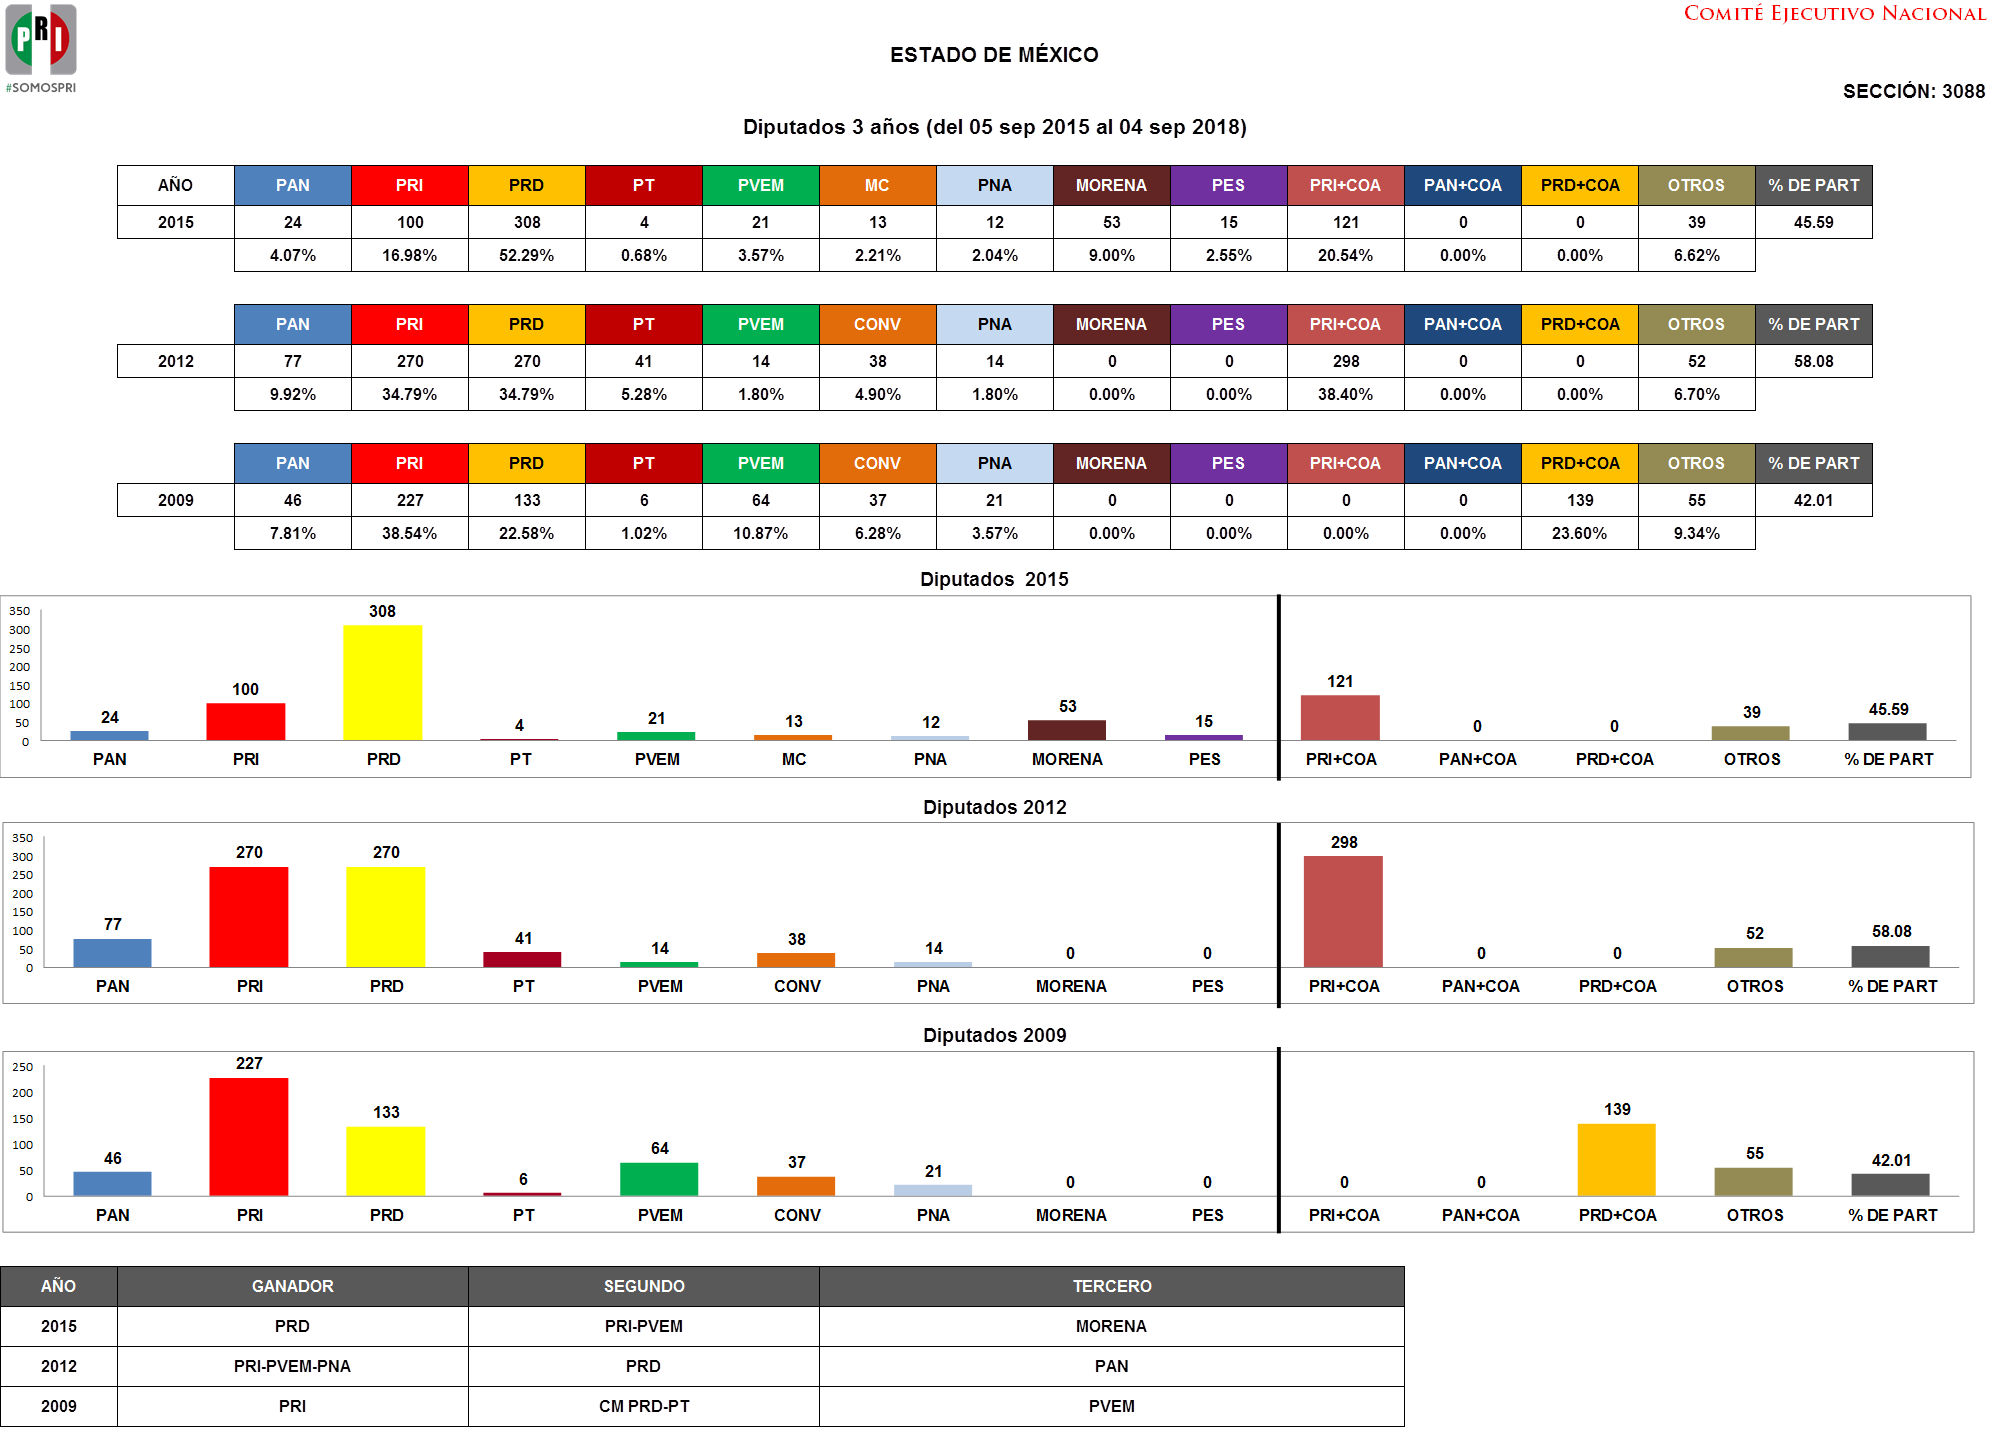 PRI
#SOMOSPRI
COMITÉ EJECUTIVO NACIONAL
ESTADO DE MÉXICO
SECCIÓN: 3088
Diputados 3 años (del 05 sep 2015 al 04 sep 2018)
AÑO PAN PRI PRD PT PVEM MC PNA MORENA PES PRI+COA PAN+COA PRD+COA OTROS % DE PART
2015 24 100 308 4 21 13 12 53 15 121 0 0 39 45.59
4.07% 16.98% 52.29% 0.68% 3.57% 2.21% 2.04% 9.00% 2.55% 20.54% 0.00% 0.00% 6.62%
PAN PRI PRD PT PVEM CONV PNA MORENA PES PRI+COA PAN+COA PRD+COA OTROS % DE PART
2012 77 270 270 41 14 38 14 0 0 298 0 0 52 58.08
9.92% 34.79% 34.79% 5.28% 1.80% 4.90% 1.80% 0.00% 0.00% 38.40% 0.00% 0.00% 6.70%
PAN PRI PRD PT PVEM CONV PNA MORENA PES PRI+COA PAN+COA PRD+COA OTROS % DE PART
2009 46 227 133 6 64 37 21 0 0 0 0 139 55 42.01
7.81% 38.54% 22.58% 1.02% 10.87% 6.28% 3.57% 0.00% 0.00% 0.00% 0.00% 23.60% 9.34%
Diputados 2015
350
300
250
200
150
100
50
0
24 100 308 4 21 13 12 53 15 121 0 0 39 45.59
PAN PRI PRD PT PVEM MC PNA MORENA PES PRI+COA PAN+COA PRD+COA OTROS % DE PART
Diputados 2012
350
300
250
200
150
100
50
0
77 270 270 41 14 38 14 0 0 298 0 0 52 58.08
PAN PRI PRD PT PVEM CONV PNA MORENA PES PRI+COA PAN+COA PRD+COA OTROS % DE PART
Diputados 2009
250
200
150
100
50
0
46 227 133 6 64 37 21 0 0 0 0 139 55 42.01
PAN PRI PRD PT PVEM CONV PNA MORENA PES PRI+COA PAN+COA PRD+COA OTROS % DE PART
AÑO GANADOR SEGUNDO TERCERO
2015 PRD PRI-PVEM MORENA
2012 PRI-PVEM-PNA PRD PAN
2009 PRI CM PRD-PT PVEM